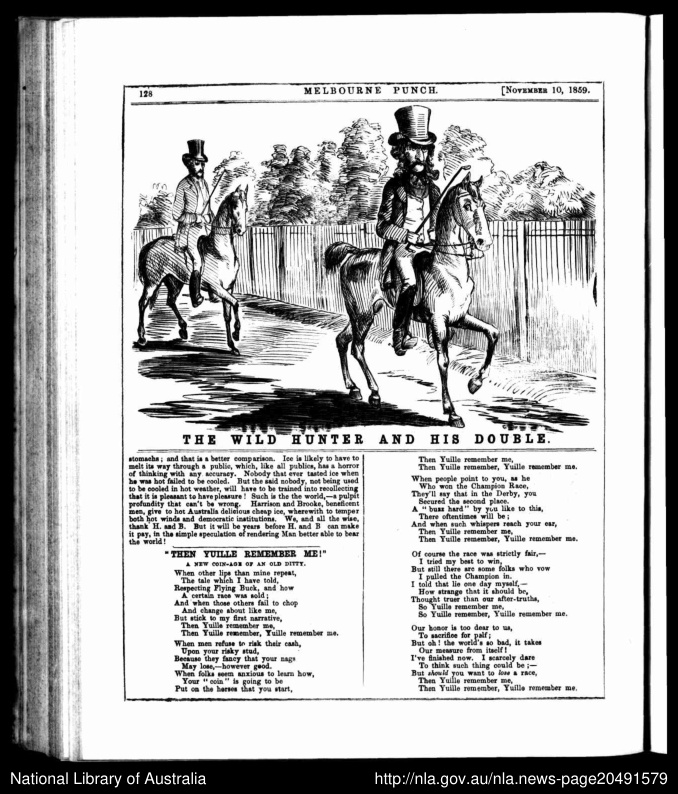 128
MELBOURNE PUNCH.
[NOVEMBER 10, 1859.
THE WILD HUNTER AND HIS DOUBLE.
stomachs; and that is a better comparison. Ice is likely to have to
melt its way through a public, which, like all publics, has a horror
of thinking with any accuracy. Nobody that ever tasted ice when
he was hot failed to be cooled. But the said nobody, not being used
to be cooled in hot weather, will have to be trained into recollecting
that it is pleasant to have pleasure! Such is the the world,—a pulpit
profundity that can't be wrong. Harrison and Brooke, beneficent
men, give to hot Australia delicious cheap ice, wherewith to temper
both hot winds and democratic institutions. We, and all the wise,
thank H. and B. But it will be years before H. and B can make
it pay, in the simple speculation of rendering Man better able to bear
the world!
"THEN YUILLE REMEMBER ME!"
A NEW COIN-AGE OF AN OLD DITTY.
When other lips than mine repeat,
The tale which I have told,
Respecting Flying Buck, and how
A certain race was sold;
And when those others fail to chop
And change about like me,
But stick to my first narrative,
Then Yuille remember me,
Then Yuille remember, Yuille remember me.
When men refuse to risk their cash,
Upon your risky stud,
Because they fancy that your nags
May lose,—however good.
When folks seem anxious to learn how,
Your "coin" is going to be
Put on the horses that you start,
Then Yuille remember me,
Then Yuille remember, Yuille remember me.
When people point to you, as he
Who won the Champion Race,
They'll say that in the Derby, you
Secured the second place.
A "buzz hard" by you like to this,
There oftentimes will be;
And when such whispers reach your ear,
Then Yuille remember me,
Then Yuille remember, Yuille remember me.
Of course the race was strictly fair,—
I tried my best to win,
But still there are some folks who vow
I pulled the Champion in.
I told that lie one day myself,—
How strange that it should be,
Thought truer than our after-truths,
So Yuille remember me,
So Yuille remember, Yuille remember me.
Our honor is too dear to us,
To sacrifice for pelf;
But oh! the world's so bad, it takes
Our measure from itself!
I've finished now. I scarcely dare
To think such thing could be;—
But should you want to lose a race,
Then Yuille remember me,
Then Yuille remember, Yuille remember me.
National Library of Australia
http://nla.gov.au/nla.news-page20491579